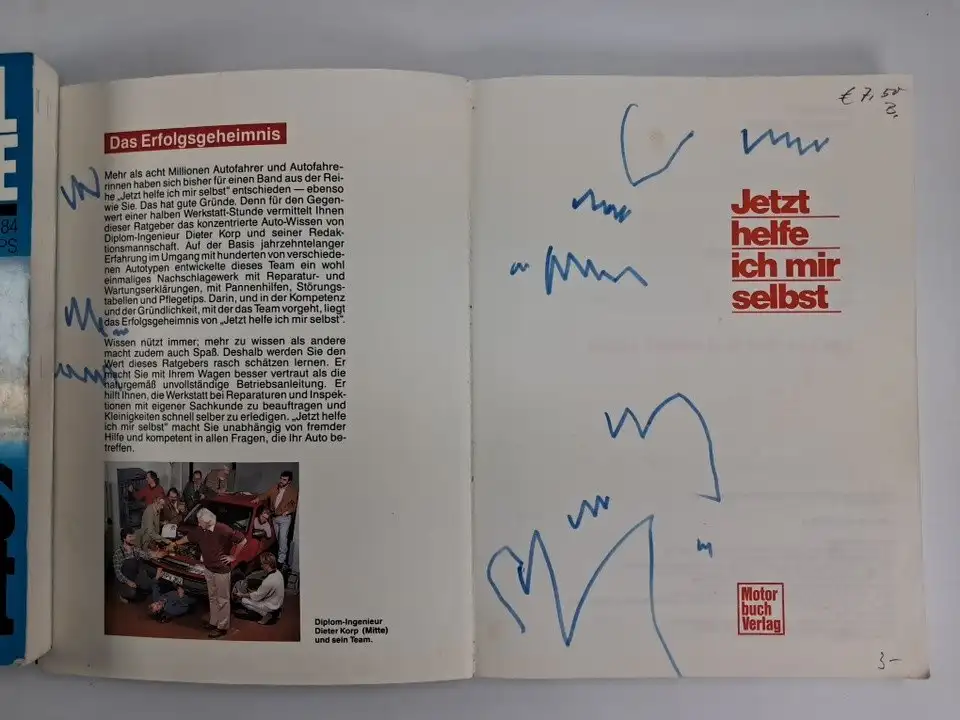 84
PS
Das Erfolgsgeheimnis
Mehr als acht Millionen Autofahrer und Autofahre-
rinnen haben sich bisher für einen Band aus der Rei-
he „Jetzt helfe ich mir selbst" entschieden — ebenso
wie Sie. Das hat gute Gründe. Denn für den Gegen-
wert einer halben Werkstatt-Stunde vermittelt Ihnen
dieser Ratgeber das konzentrierte Auto-Wissen von
Diplom-Ingenieur Dieter Korp und seiner Redak-
tionsmannschaft. Auf der Basis jahrzehntelanger
Erfahrung im Umgang mit hunderten von verschiede-
nen Autotypen entwickelte dieses Team ein wohl
einmaliges Nachschlagewerk mit Reparatur- und
Wartungserklärungen, mit Pannenhilfen, Störungs-
tabellen und Pflegetips. Darin, und in der Kompetenz
und der Gründlichkeit, mit der das Team vorgeht, liegt
das Erfolgsgeheimnis von „Jetzt helfe ich mir selbst".
Wissen nützt immer; mehr zu wissen als andere
macht zudem auch Spaß. Deshalb werden Sie den
Wert dieses Ratgebers rasch schätzen lernen. Er
macht Sie mit Ihrem Wagen besser vertraut als die
naturgemäß unvollständige Betriebsanleitung. Er
hilft Ihnen, die Werkstatt bei Reparaturen und Inspek-
tionen mit eigener Sachkunde zu beauftragen und
Kleinigkeiten schnell selber zu erledigen. „Jetzt helfe
ich mir selbst" macht Sie unabhängig von fremder
Hilfe und kompetent in allen Fragen, die Ihr Auto be-
treffen.
Diplom-Ingenieur
Dieter Korp (Mitte)
und sein Team.
€ 7,50
Jetzt
helfe
ich mir
selbst
Motor
buch
Verlag
3-